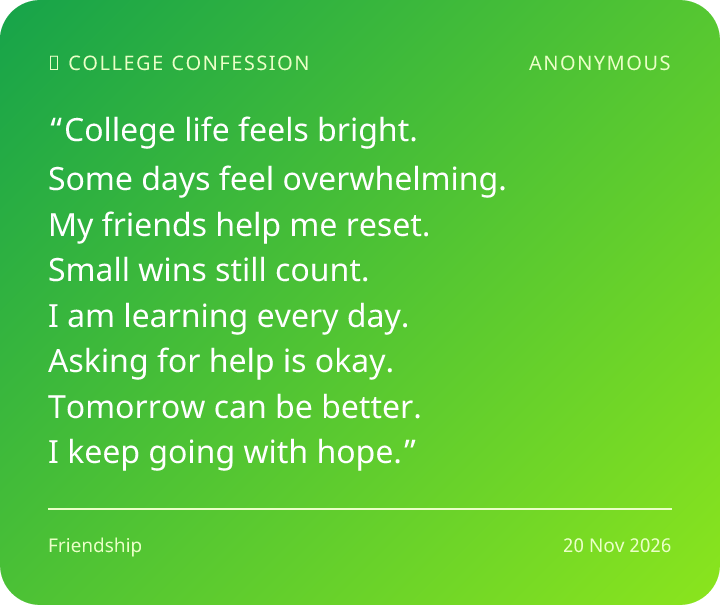 COLLEGE CONFESSION ANONYMOUS
“College life feels bright.
Some days feel overwhelming.
My friends help me reset.
Small wins still count.
I am learning every day.
Asking for help is okay.
Tomorrow can be better.
I keep going with hope.”
Friendship 20 Nov 2026